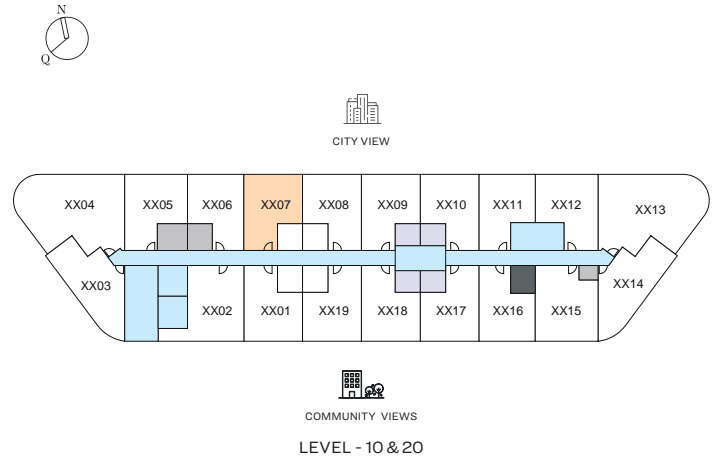 N
Q
CITY VIEW
XX04 XX05 XX06 XX07 XX08 XX09 XX10 XX11 XX12 XX13
XX03 XX14
XX02 XX01 XX19 XX18 XX17 XX16 XX15
COMMUNITY VIEWS
LEVEL - 10 & 20